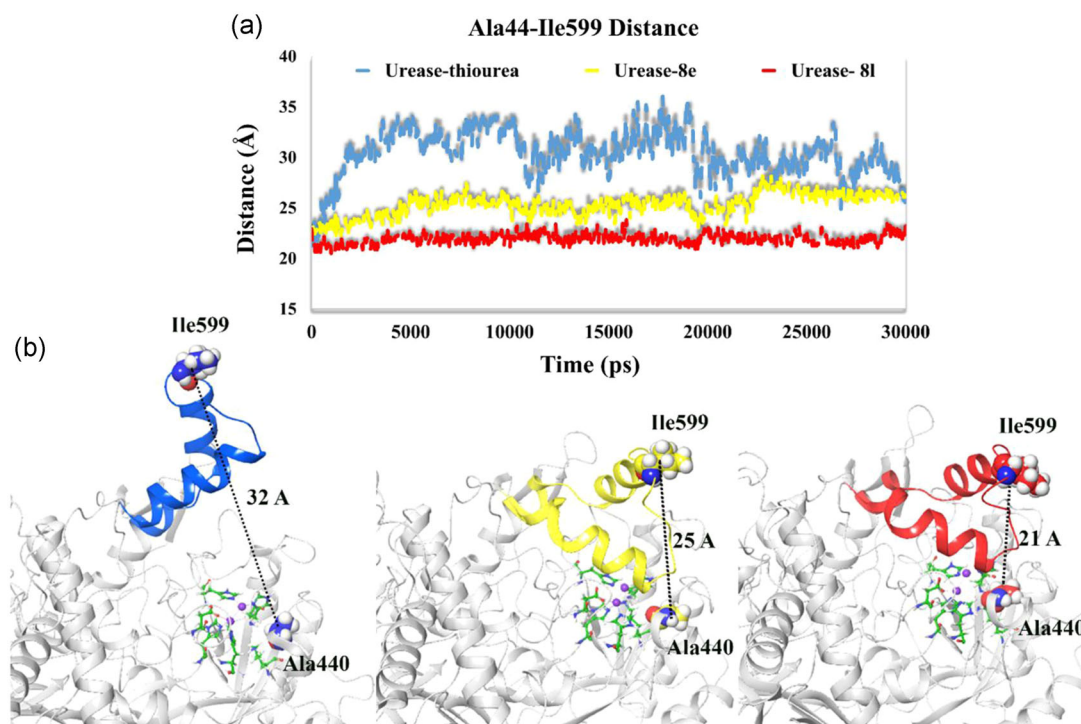 (a)
Ala44-Ile599 Distance
Urease-thiourea Urease-8e Urease- 8l
Distance (Å)
40
35
30
25
20
15
0 5000 10000 15000 20000 25000 30000
Time (ps)
(b)
Ile599
32 A
Ala440
Ile599
25 A
Ala440
Ile599
21 A
Ala440